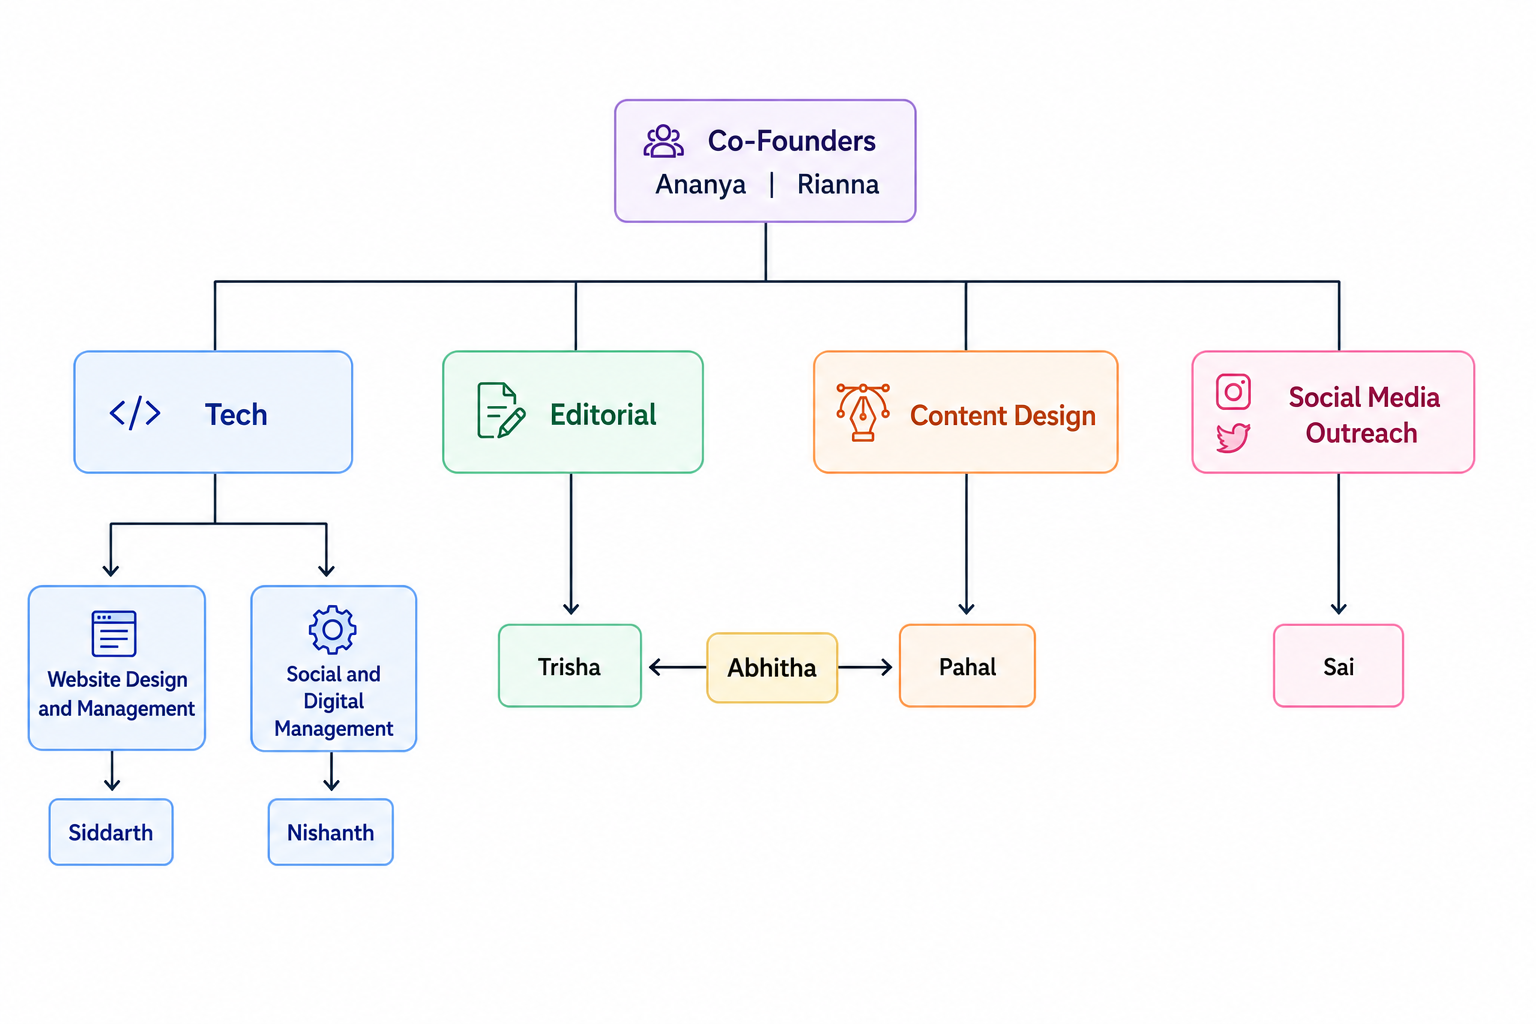 Co-Founders
Ananya | Rianna
</>
Tech
Editorial
Content Design
Social Media
Outreach
Website Design
and Management
Social and
Digital
Management
Trisha
Abhitha
Pahal
Sai
Siddarth
Nishanth